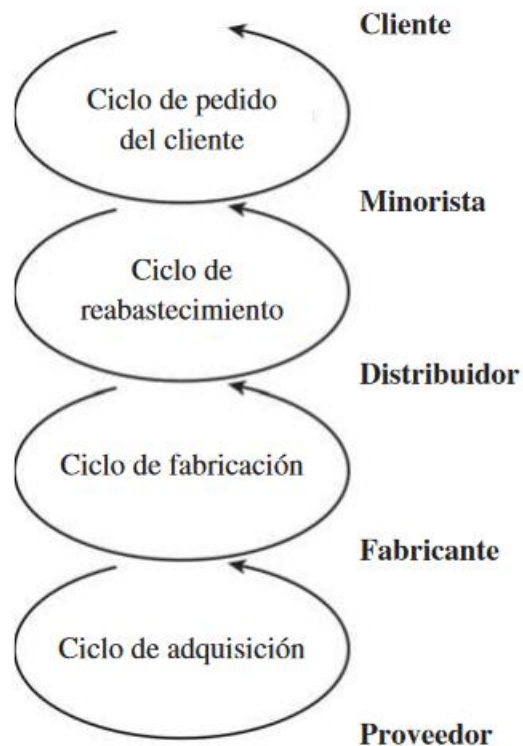 Cliente
Ciclo de pedido
del cliente
Minorista
Ciclo de
reabastecimiento
Distribuidor
Ciclo de fabricación
Fabricante
Ciclo de adquisición
Proveedor